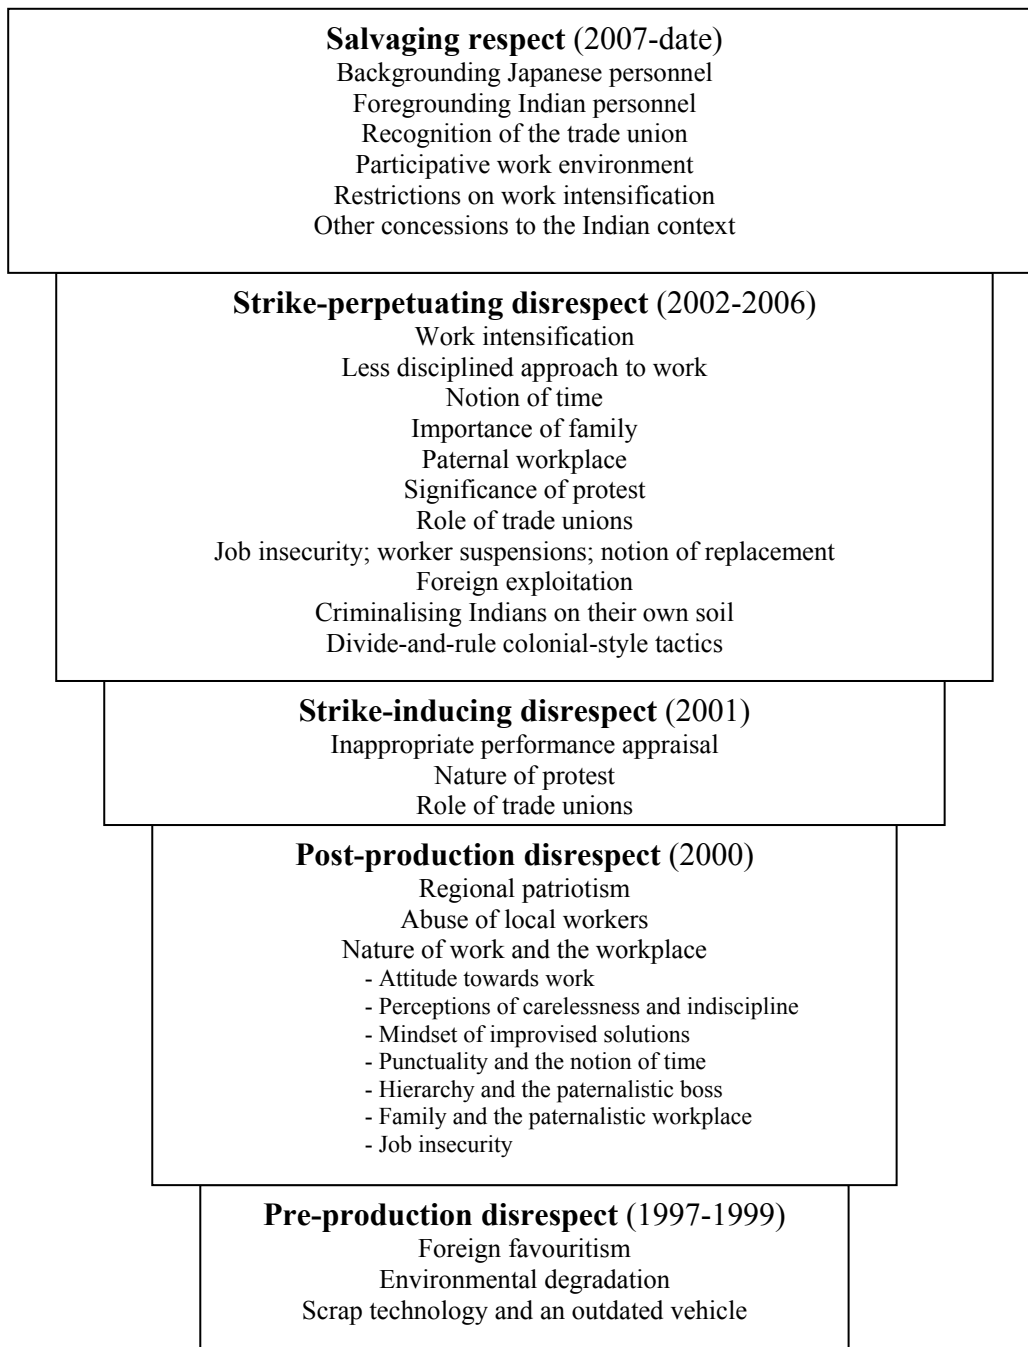 Salvaging respect (2007-date)
Backgrounding Japanese personnel
Foregrounding Indian personnel
Recognition of the trade union
Participative work environment
Restrictions on work intensification
Other concessions to the Indian context
Strike-perpetuating disrespect (2002-2006)
Work intensification
Less disciplined approach to work
Notion of time
Importance of family
Paternal workplace
Significance of protest
Role of trade unions
Job insecurity; worker suspensions; notion of replacement
Foreign exploitation
Criminalising Indians on their own soil
Divide-and-rule colonial-style tactics
Strike-inducing disrespect (2001)
Inappropriate performance appraisal
Nature of protest
Role of trade unions
Post-production disrespect (2000)
Regional patriotism
Abuse of local workers
Nature of work and the workplace
- Attitude towards work
- Perceptions of carelessness and indiscipline
- Mindset of improvised solutions
- Punctuality and the notion of time
- Hierarchy and the paternalistic boss
- Family and the paternalistic workplace
- Job insecurity
Pre-production disrespect (1997-1999)
Foreign favouritism
Environmental degradation
Scrap technology and an outdated vehicle